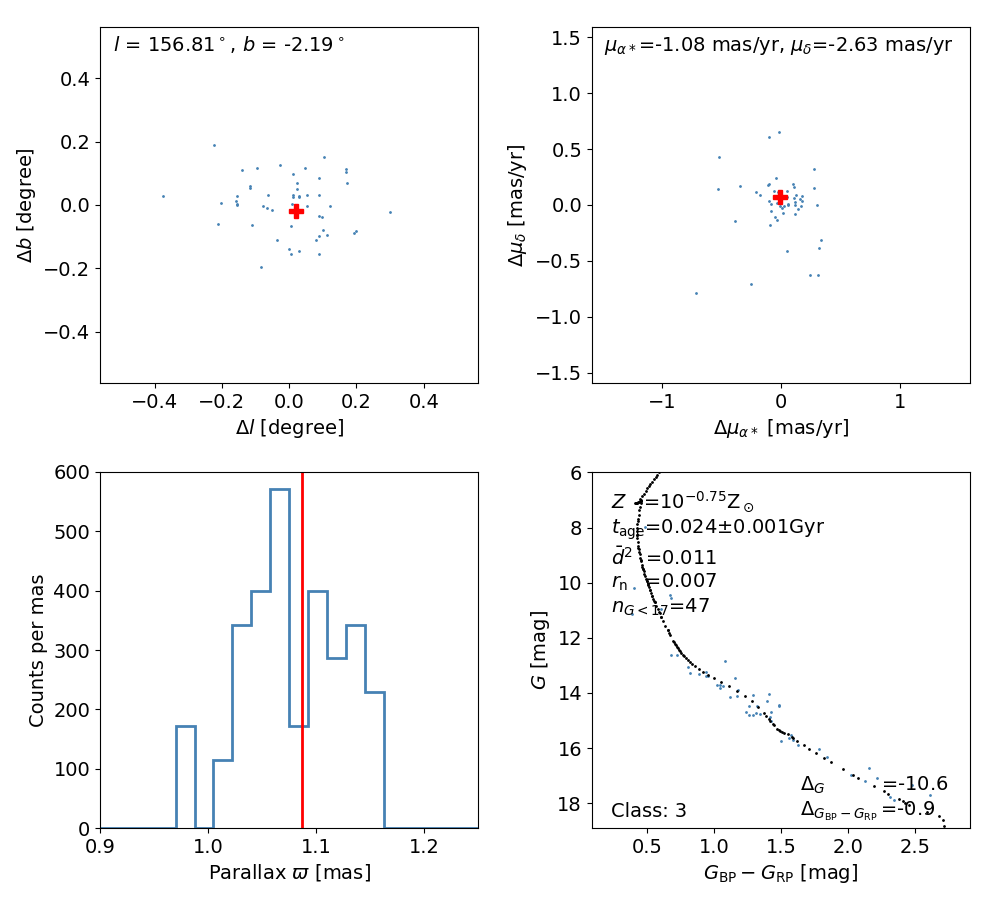 l = 156.81°, b = -2.19°
0.4
0.2
0.0
−0.2
−0.4
Δb [degree]
−0.4 −0.2 0.0 0.2 0.4
Δl [degree]
μα*=-1.08 mas/yr, μδ=-2.63 mas/yr
1.5
1.0
0.5
0.0
−0.5
−1.0
−1.5
Δμδ [mas/yr]
−1 0 1
Δμα* [mas/yr]
600
500
400
300
200
100
0
Counts per mas
0.9 1.0 1.1 1.2
Parallax ϖ [mas]
6
8
10
12
14
16
18
G [mag]
Z =10^−0.75 Z⊙
tage=0.024±0.001Gyr
d̄² =0.011
rn =0.007
nG<17=47
ΔG =-10.6
ΔGBP−GRP =-0.9
Class: 3
0.5 1.0 1.5 2.0 2.5
GBP − GRP [mag]